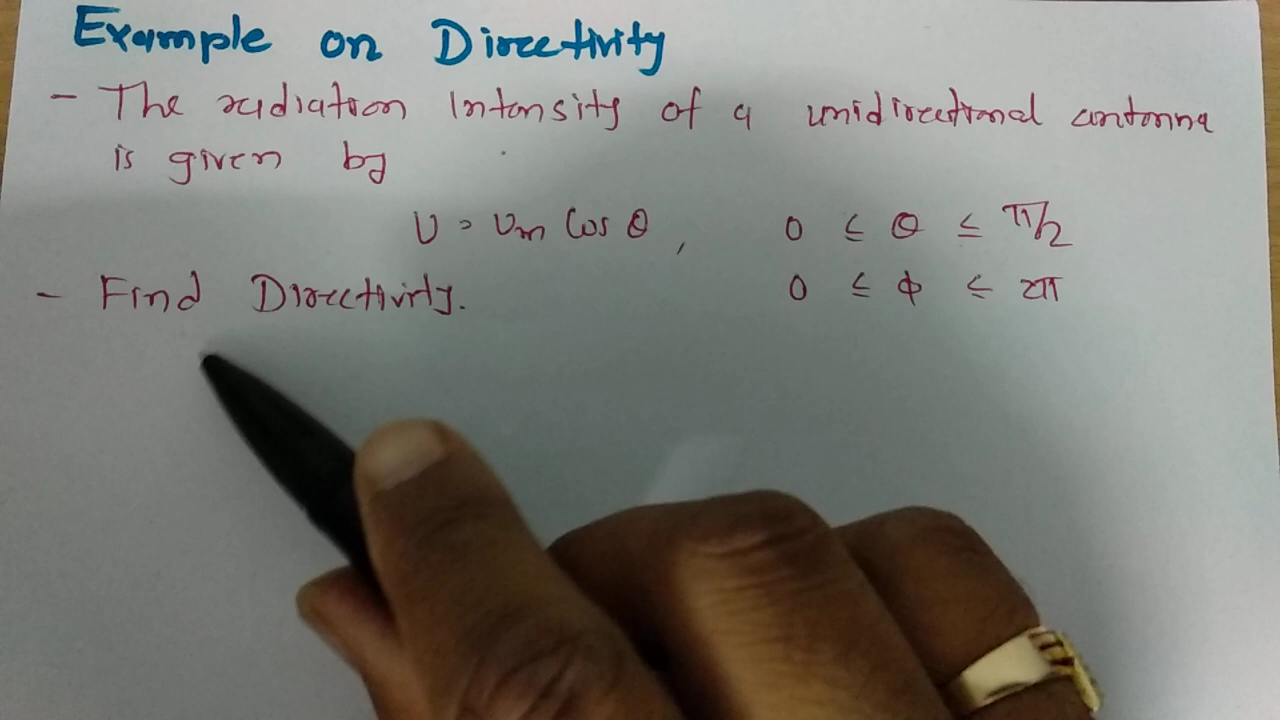 Example on Directivity
- The radiation Intensity of a unidirectional antenna
is given by
U = Um Cos θ, 0 ≤ θ ≤ π/2
- Find Directivity. 0 ≤ ϕ ≤ 2π